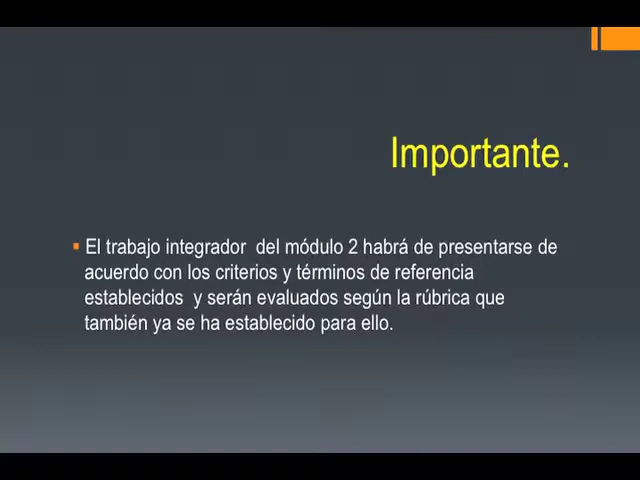 Importante.
El trabajo integrador  del módulo 2 habrá de presentarse de
acuerdo con los criterios y términos de referencia
establecidos  y serán evaluados según la rúbrica que
también ya se ha establecido para ello.